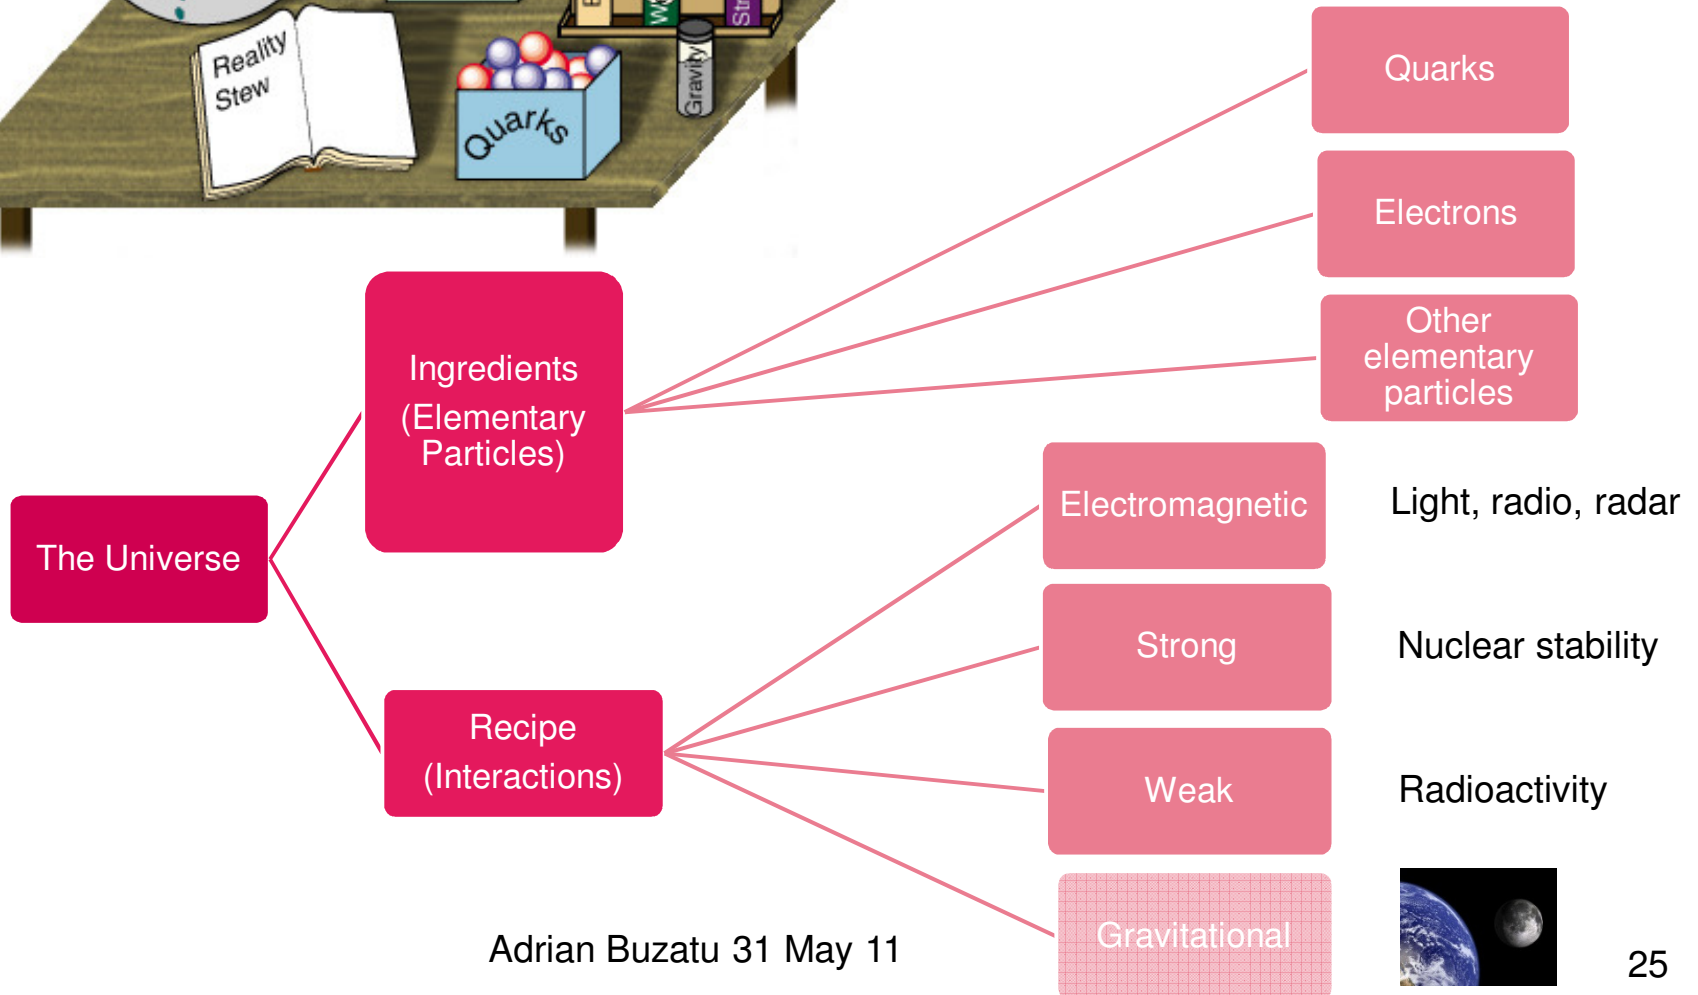 Reality
Stew
Quarks
Gravity
Quarks
Electrons
Other
elementary
particles
Ingredients
(Elementary
Particles)
The Universe
Recipe
(Interactions)
Electromagnetic
Light, radio, radar
Strong
Nuclear stability
Weak
Radioactivity
Gravitational
Adrian Buzatu 31 May 11
25